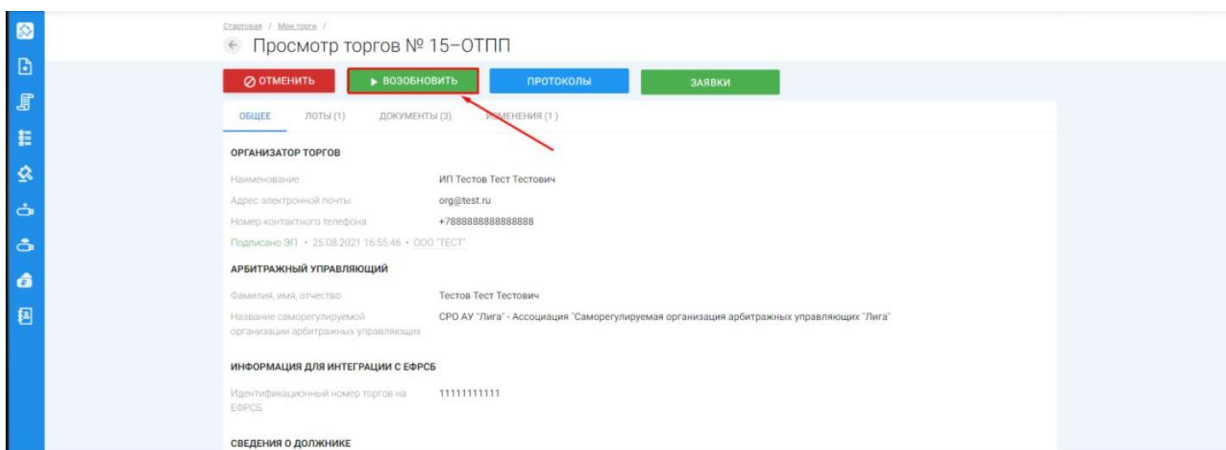 Стартовая / Мои торги /
Просмотр торгов № 15–ОТПП
ОТМЕНИТЬ ВОЗОБНОВИТЬ ПРОТОКОЛЫ ЗАЯВКИ
ОБЩЕЕ ЛОТЫ (1) ДОКУМЕНТЫ (3) ИЗМЕНЕНИЯ (1)
ОРГАНИЗАТОР ТОРГОВ
Наименование ИП Тестов Тест Тестович
Адрес электронной почты org@test.ru
Номер контактного телефона +7888888888888888
Подписано ЭП • 25.08.2021 16:55:46 • ООО "ТЕСТ"
АРБИТРАЖНЫЙ УПРАВЛЯЮЩИЙ
Фамилия, имя, отчество Тестов Тест Тестович
Название саморегулируемой СРО АУ "Лига" - Ассоциация "Саморегулируемая организация арбитражных управляющих "Лига"
организации арбитражных управляющих
ИНФОРМАЦИЯ ДЛЯ ИНТЕГРАЦИИ С ЕФРСБ
Идентификационный номер торгов на 11111111111
ЕФРСБ
СВЕДЕНИЯ О ДОЛЖНИКЕ